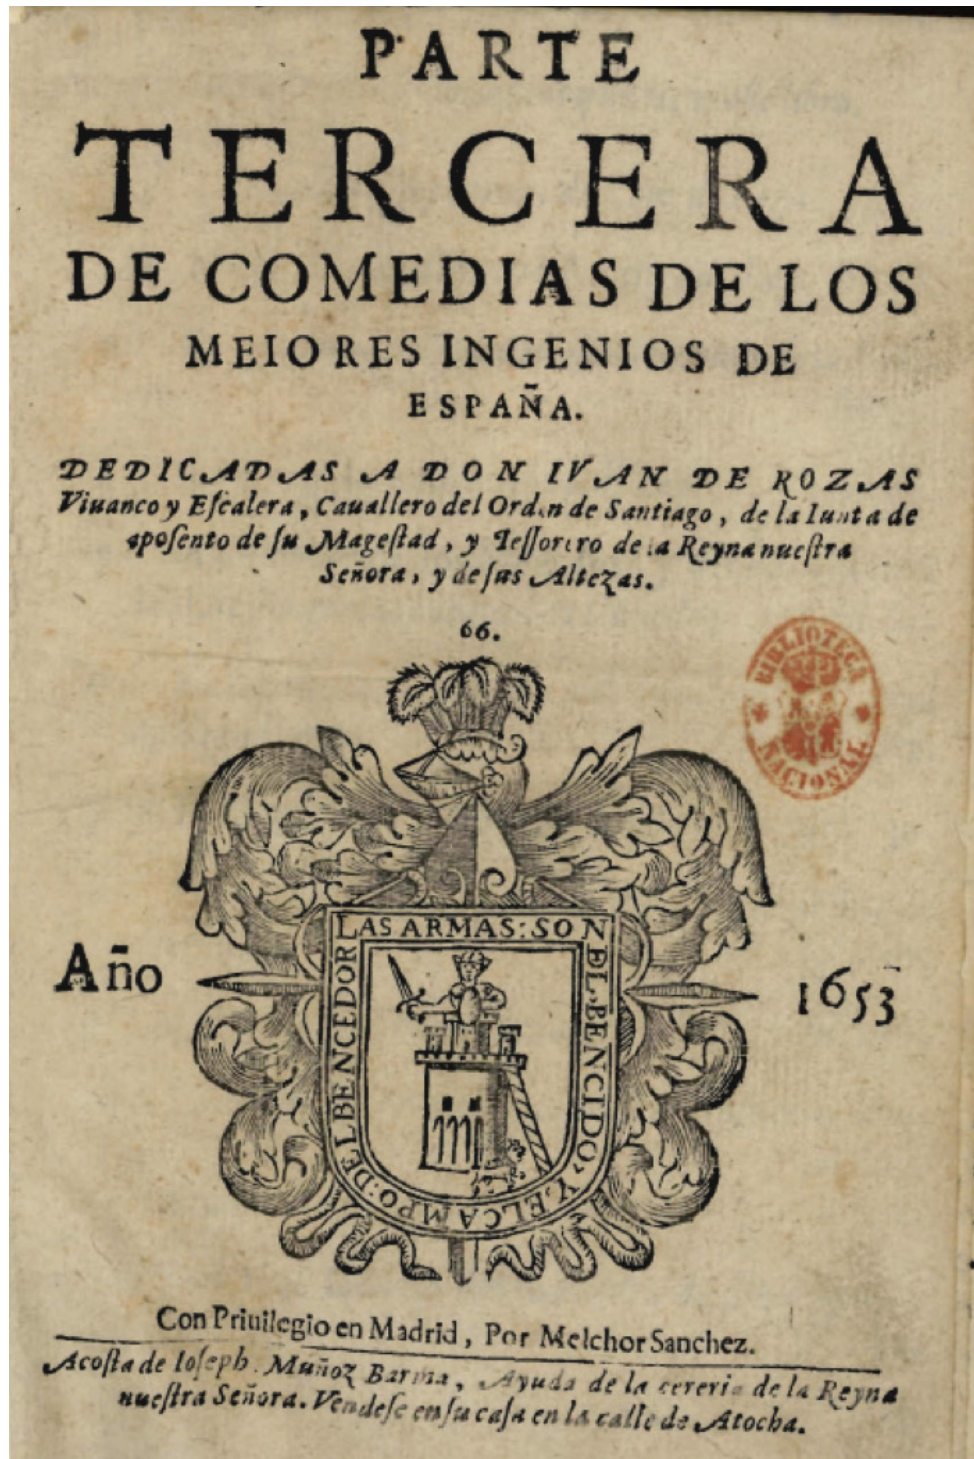 PARTE
TERCERA
DE COMEDIAS DE LOS
MEIORES INGENIOS DE
ESPAÑA.
DEDICADAS A DON IVAN DE ROZAS
Viuanco y Eſcalera, Cauallero del Orden de Santiago, de la Iunta de
apoſento de ſu Mageſtad, y Teſſorero de la Reyna nueſtra
Señora, y de ſus Altezas.
66.
BIBLIOTECA NACIONAL
LAS ARMAS: SON EL BENCIDO, Y EL CAMPO: DEL BENCEDOR
Año 1653
Con Priuilegio en Madrid, Por Melchor Sanchez.
Acoſta de Ioſeph. Muñoz Barma, Ayuda de la cereria de la Reyna
nueſtra Señora. Vendeſe en ſu caſa en la calle de Atocha.